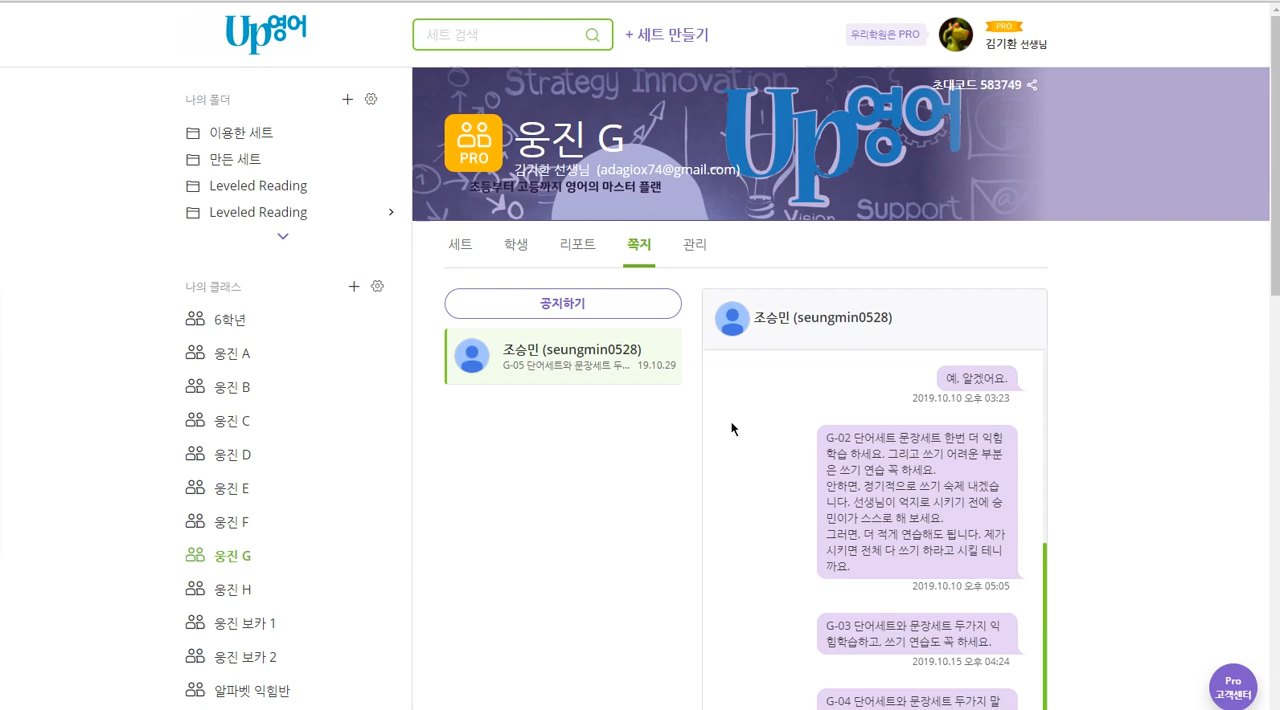 Up영어
세트 검색
+ 세트 만들기
우리학원은 PRO
PRO
김기환 선생님
나의 폴더
이용한 세트
만든 세트
Leveled Reading
Leveled Reading
나의 클래스
6학년
웅진 A
웅진 B
웅진 C
웅진 D
웅진 E
웅진 F
웅진 G
웅진 H
웅진 보카 1
웅진 보카 2
알파벳 익힘반
Strategy Innovation
초대코드 583749
PRO
웅진 G
김기환 선생님 (adagiox74@gmail.com)
초등부터 고등까지 영어의 마스터 플랜
Up영어
Vision
Support
세트
학생
리포트
쪽지
관리
공지하기
조승민 (seungmin0528)
G-05 단어세트와 문장세트 두... 19.10.29
조승민 (seungmin0528)
예, 알겠어요.
2019.10.10 오후 03:23
G-02 단어세트 문장세트 한번 더 익힘
학습 하세요. 그리고 쓰기 어려운 부분
은 쓰기 연습 꼭 하세요.
안하면, 정기적으로 쓰기 숙제 내겠습
니다. 선생님이 억지로 시키기 전에 승
민이가 스스로 해 보세요.
그러면, 더 적게 연습해도 됩니다. 제가
시키면 전체 다 쓰기 하라고 시킬 테니
까요.
2019.10.10 오후 05:05
G-03 단어세트와 문장세트 두가지 익
힘학습하고, 쓰기 연습도 꼭 하세요.
2019.10.15 오후 04:24
G-04 단어세트와 문장세트 두가지 말
Pro
고객센터